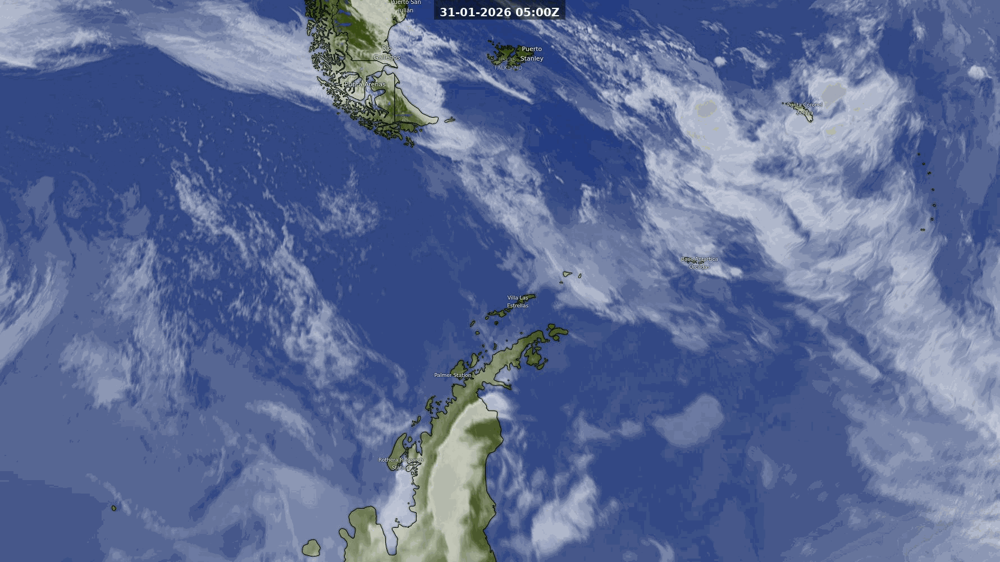 Puerto San
Julián
31-01-2026 05:00Z
Río
Gallegos
Puerto
Stanley
ISLAS
FALKLAND
Punta Arenas
Punta Coronel
Zelaya
Base Antártica
Orcadas
Villa Las
Estrellas
Palmer Station
Rothera Research
Station